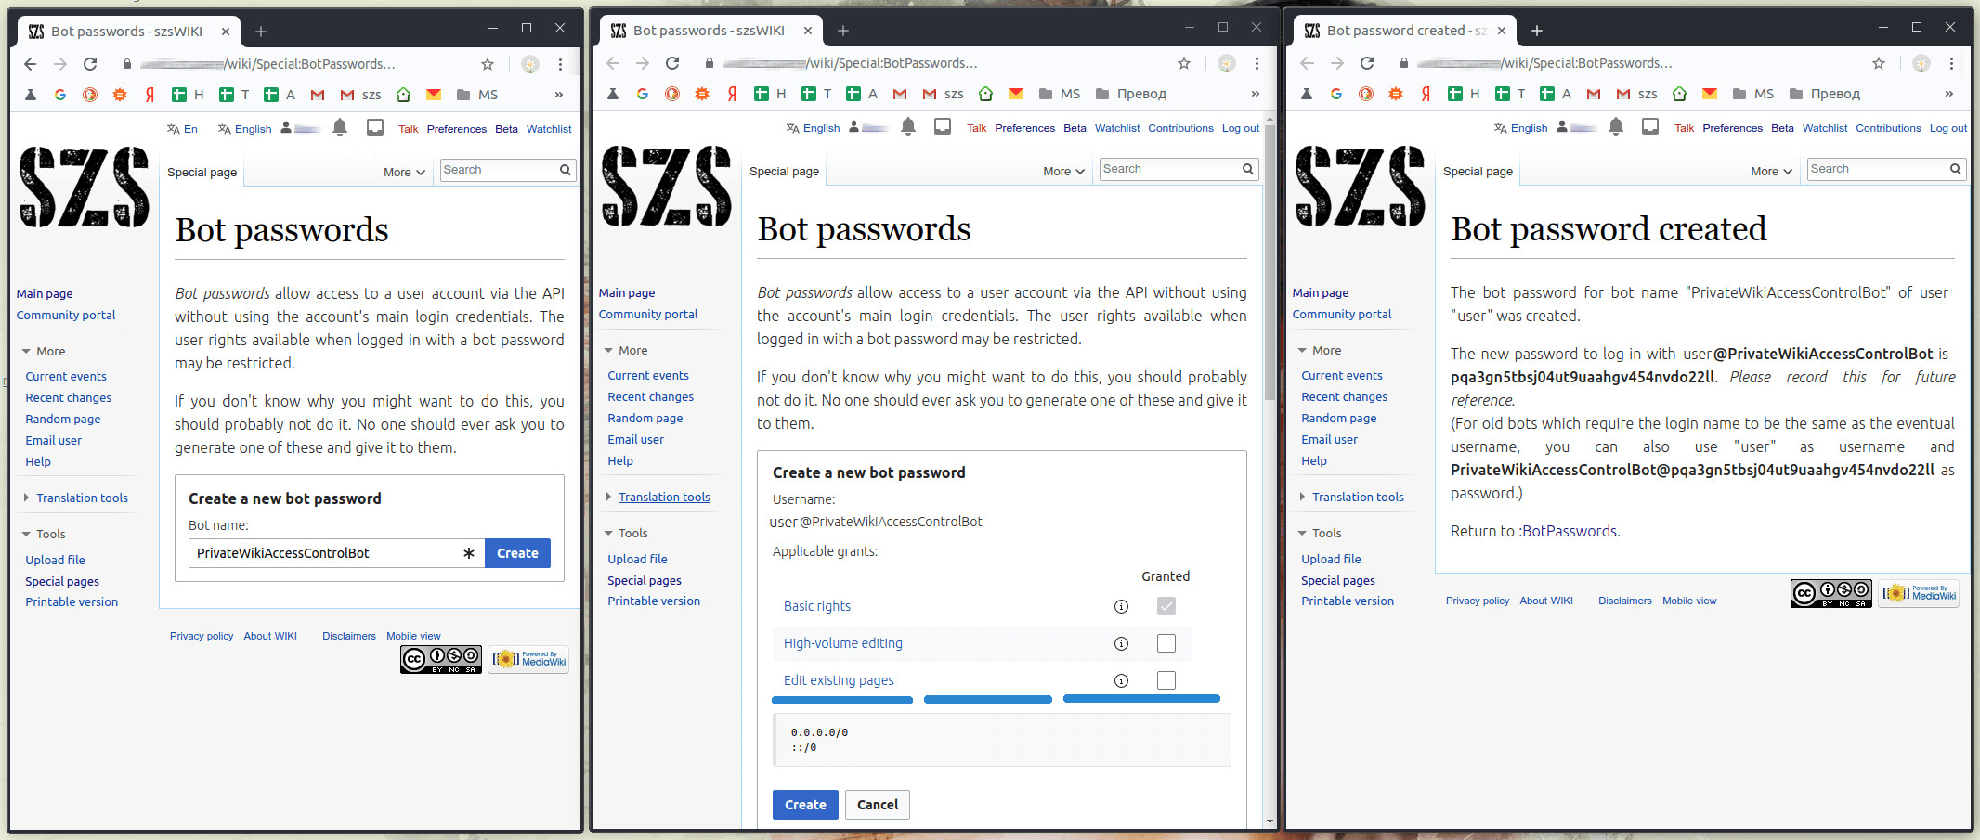 SZS Bot passwords - szsWIKI
/wiki/Special:BotPasswords...
G Я H T A szs MS
En English Talk Preferences Beta Watchlist
SZS
Special page More Search
Bot passwords
Main page
Community portal
More
Current events
Recent changes
Random page
Email user
Help
Translation tools
Tools
Upload file
Special pages
Printable version
Bot passwords allow access to a user account via the API
without using the account's main login credentials. The
user rights available when logged in with a bot password
may be restricted.
If you don't know why you might want to do this, you
should probably not do it. No one should ever ask you to
generate one of these and give it to them.
Create a new bot password
Bot name:
PrivateWikiAccessControlBot * Create
Privacy policy About WIKI Disclaimers Mobile view
CC BY NC SA Powered By MediaWiki
SZS Bot passwords - szsWIKI
/wiki/Special:BotPasswords...
G Я H T A szs MS Превод
English Talk Preferences Beta Watchlist Contributions Log out
SZS
Special page More Search
Bot passwords
Main page
Community portal
More
Current events
Recent changes
Random page
Email user
Help
Translation tools
Tools
Upload file
Special pages
Printable version
Bot passwords allow access to a user account via the API without using
the account's main login credentials. The user rights available when
logged in with a bot password may be restricted.
If you don't know why you might want to do this, you should probably
not do it. No one should ever ask you to generate one of these and give it
to them.
Create a new bot password
Username:
user@PrivateWikiAccessControlBot
Applicable grants:
Granted
Basic rights
High-volume editing
Edit existing pages
0.0.0.0/0
::/0
Create Cancel
SZS Bot password created - sz
/wiki/Special:BotPasswords...
G Я H T A szs MS Превод
English Talk Preferences Beta Watchlist Contributions Log out
SZS
Special page More Search
Bot password created
Main page
Community portal
More
Current events
Recent changes
Random page
Email user
Help
Translation tools
Tools
Upload file
Special pages
Printable version
The bot password for bot name "PrivateWikiAccessControlBot" of user
"user" was created.
The new password to log in with user@PrivateWikiAccessControlBot is
pqa3gn5tbsj04ut9uaahgv454nvdo22ll. Please record this for future
reference.
(For old bots which require the login name to be the same as the eventual
username, you can also use "user" as username and
PrivateWikiAccessControlBot@pqa3gn5tbsj04ut9uaahgv454nvdo22ll as
password.)
Return to :BotPasswords.
Privacy policy About WIKI Disclaimers Mobile view
CC BY NC SA Powered By MediaWiki